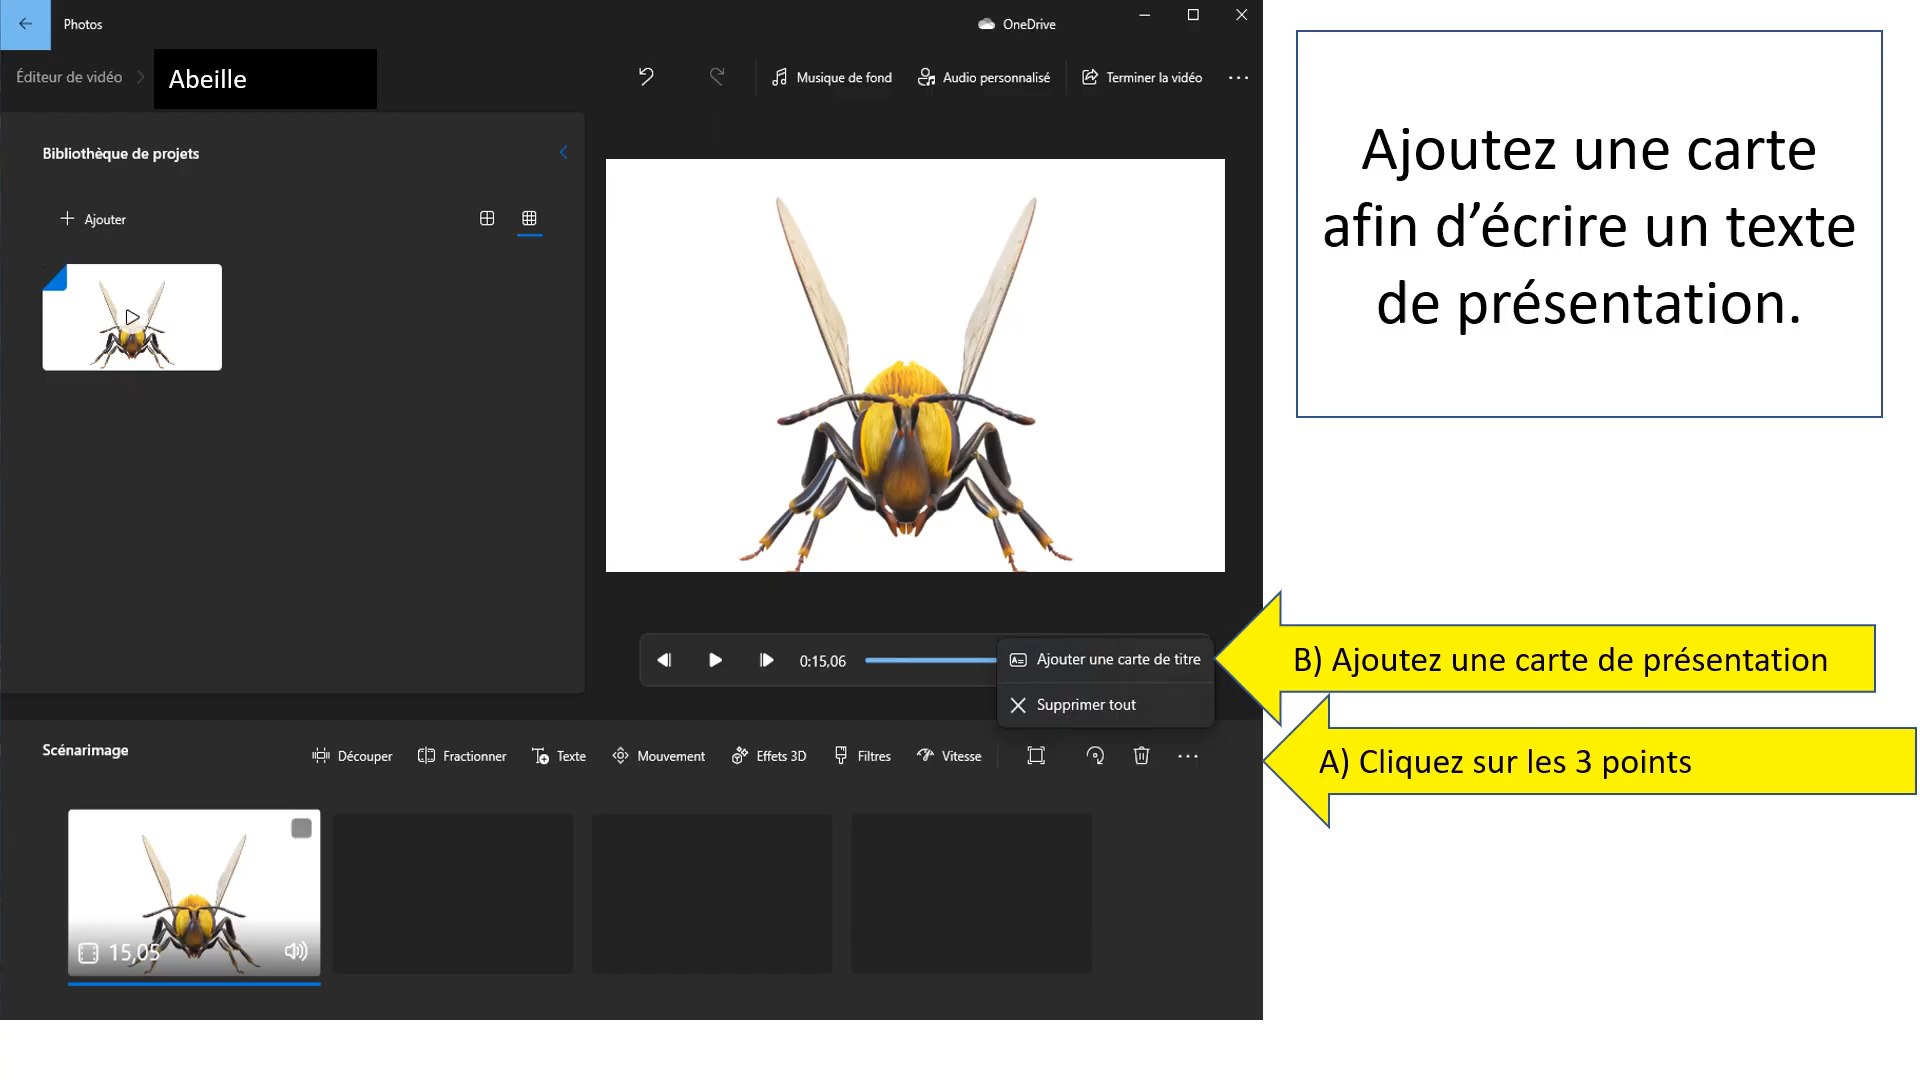 Photos
OneDrive
Éditeur de vidéo
Abeille
Musique de fond
Audio personnalisé
Terminer la vidéo
Bibliothèque de projets
Ajouter
Ajoutez une carte
afin d’écrire un texte
de présentation.
0:15,06
Ajouter une carte de titre
Supprimer tout
B) Ajoutez une carte de présentation
A) Cliquez sur les 3 points
Scénarimage
Découper
Fractionner
Texte
Mouvement
Effets 3D
Filtres
Vitesse
15,05